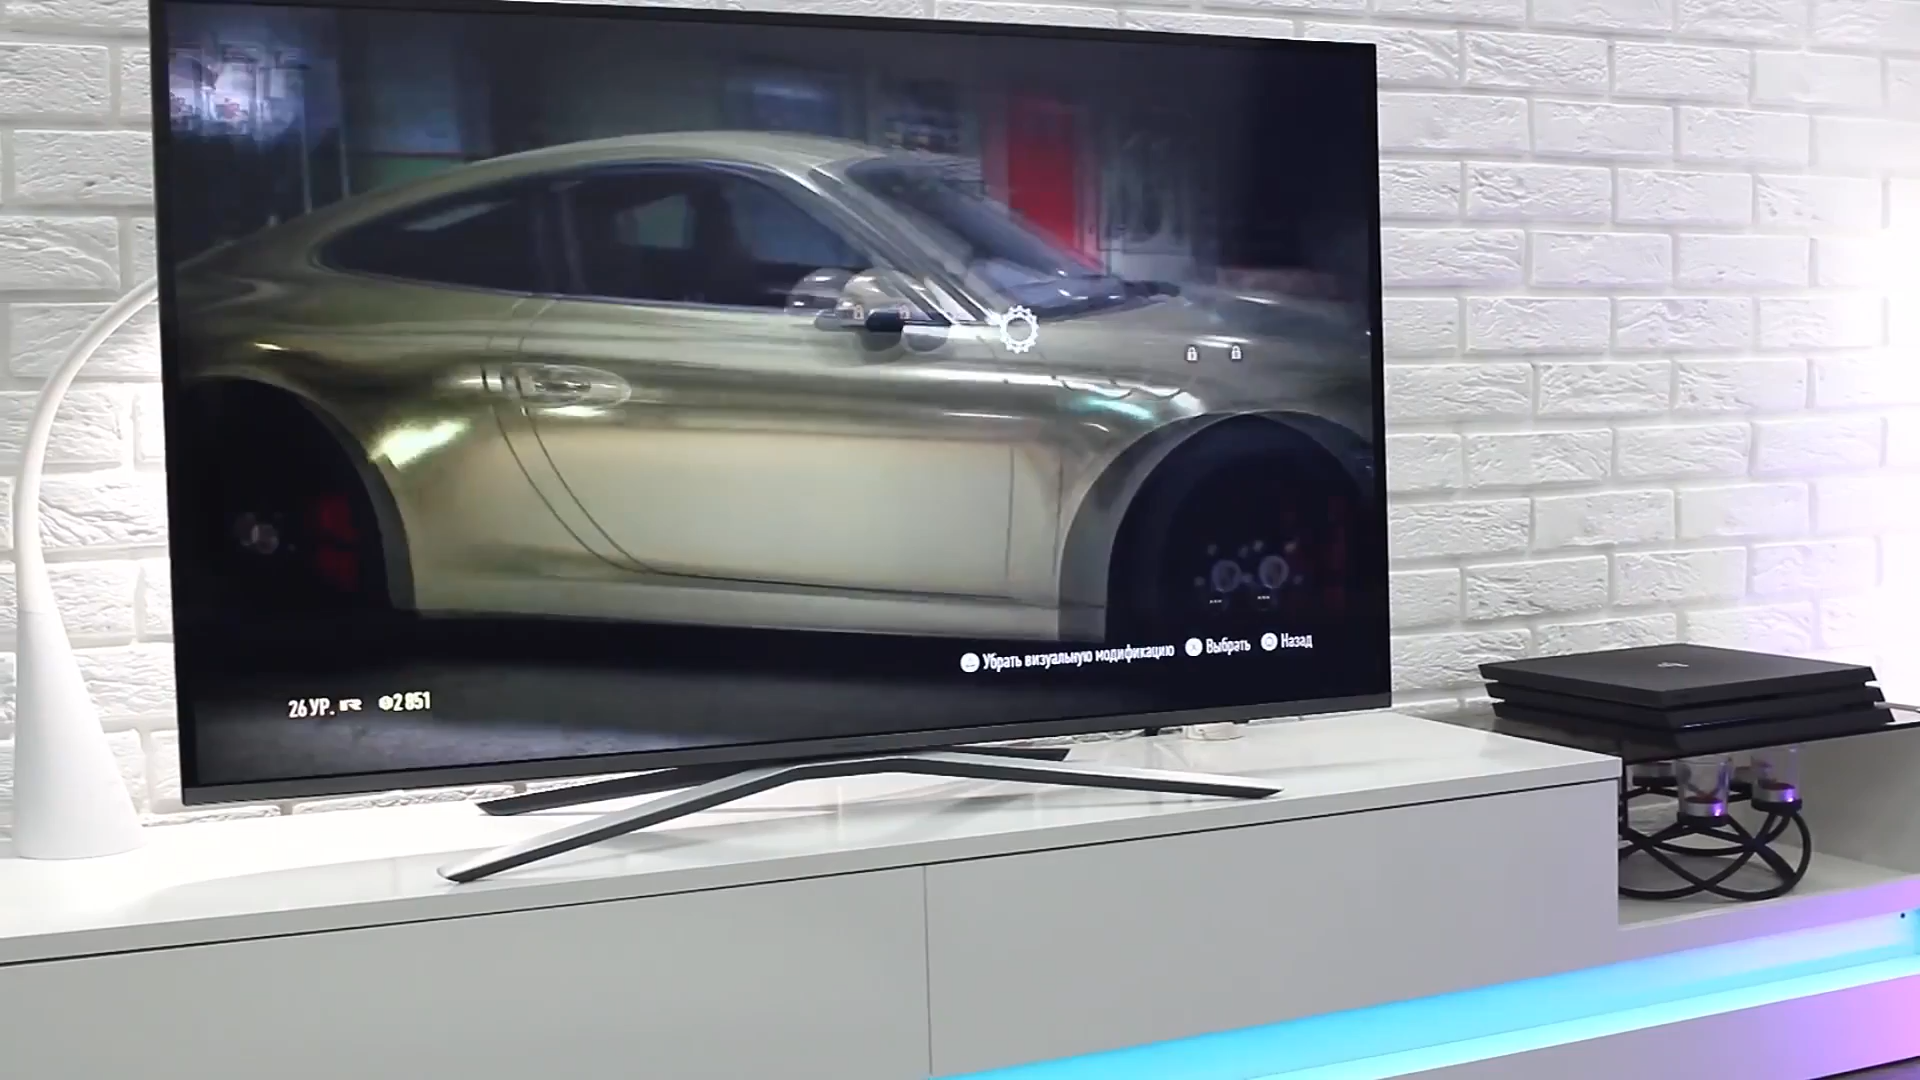 Убрать визуальную модификацию Выбрать Назад
26 УР. 2 851